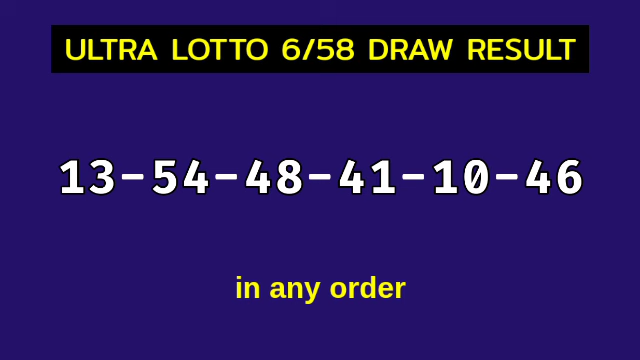 ULTRA LOTTO 6/58 DRAW RESULT
13-54-48-41-10-46
in any order